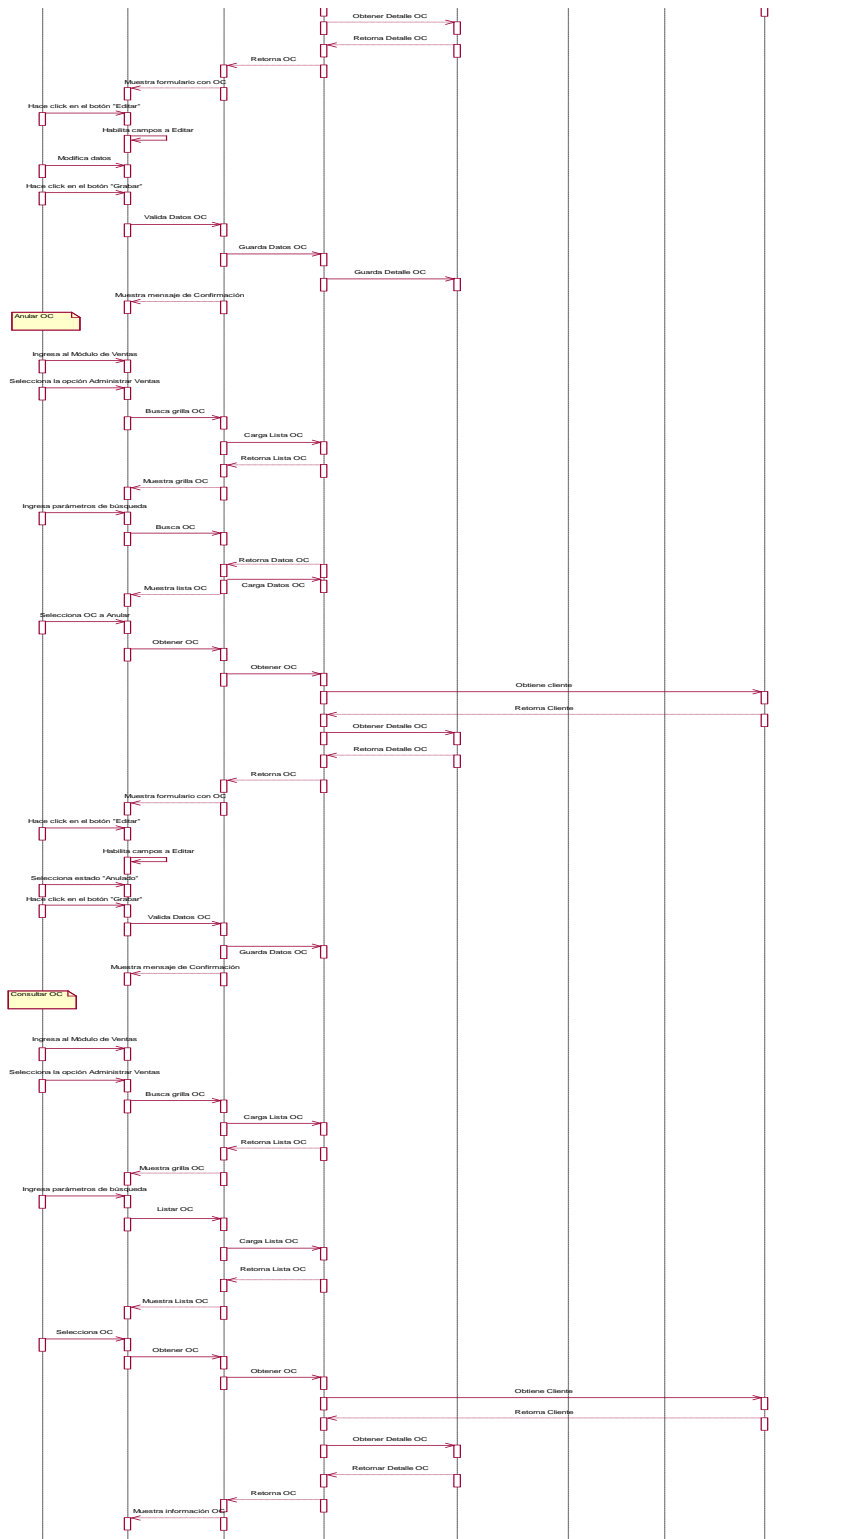 Obtener Detalle OC
Retorna Detalle OC
Retorna OC
Muestra formulario con OC
Hace click en el botón "Editar"
Habilita campos a Editar
Modifica datos
Hace click en el botón "Grabar"
Valida Datos OC
Guarda Datos OC
Guarda Detalle OC
Muestra mensaje de Confirmación
Anular OC
Ingresa al Módulo de Ventas
Selecciona la opción Administrar Ventas
Busca grilla OC
Carga Lista OC
Retorna Lista OC
Muestra grilla OC
Ingresa parámetros de búsqueda
Busca OC
Retorna Datos OC
Carga Datos OC
Muestra lista OC
Selecciona OC a Anular
Obtener OC
Obtener OC
Obtiene cliente
Retorna Cliente
Obtener Detalle OC
Retorna Detalle OC
Retorna OC
Muestra formulario con OC
Hace click en el botón "Editar"
Habilita campos a Editar
Selecciona estado "Anulado"
Hace click en el botón "Grabar"
Valida Datos OC
Guarda Datos OC
Muestra mensaje de Confirmación
Consultar OC
Ingresa al Módulo de Ventas
Selecciona la opción Administrar Ventas
Busca grilla OC
Carga Lista OC
Retorna Lista OC
Muestra grilla OC
Ingresa parámetros de búsqueda
Listar OC
Carga Lista OC
Retorna Lista OC
Muestra Lista OC
Selecciona OC
Obtener OC
Obtener OC
Obtiene Cliente
Retorna Cliente
Obtener Detalle OC
Retornar Detalle OC
Retorna OC
Muestra información OC